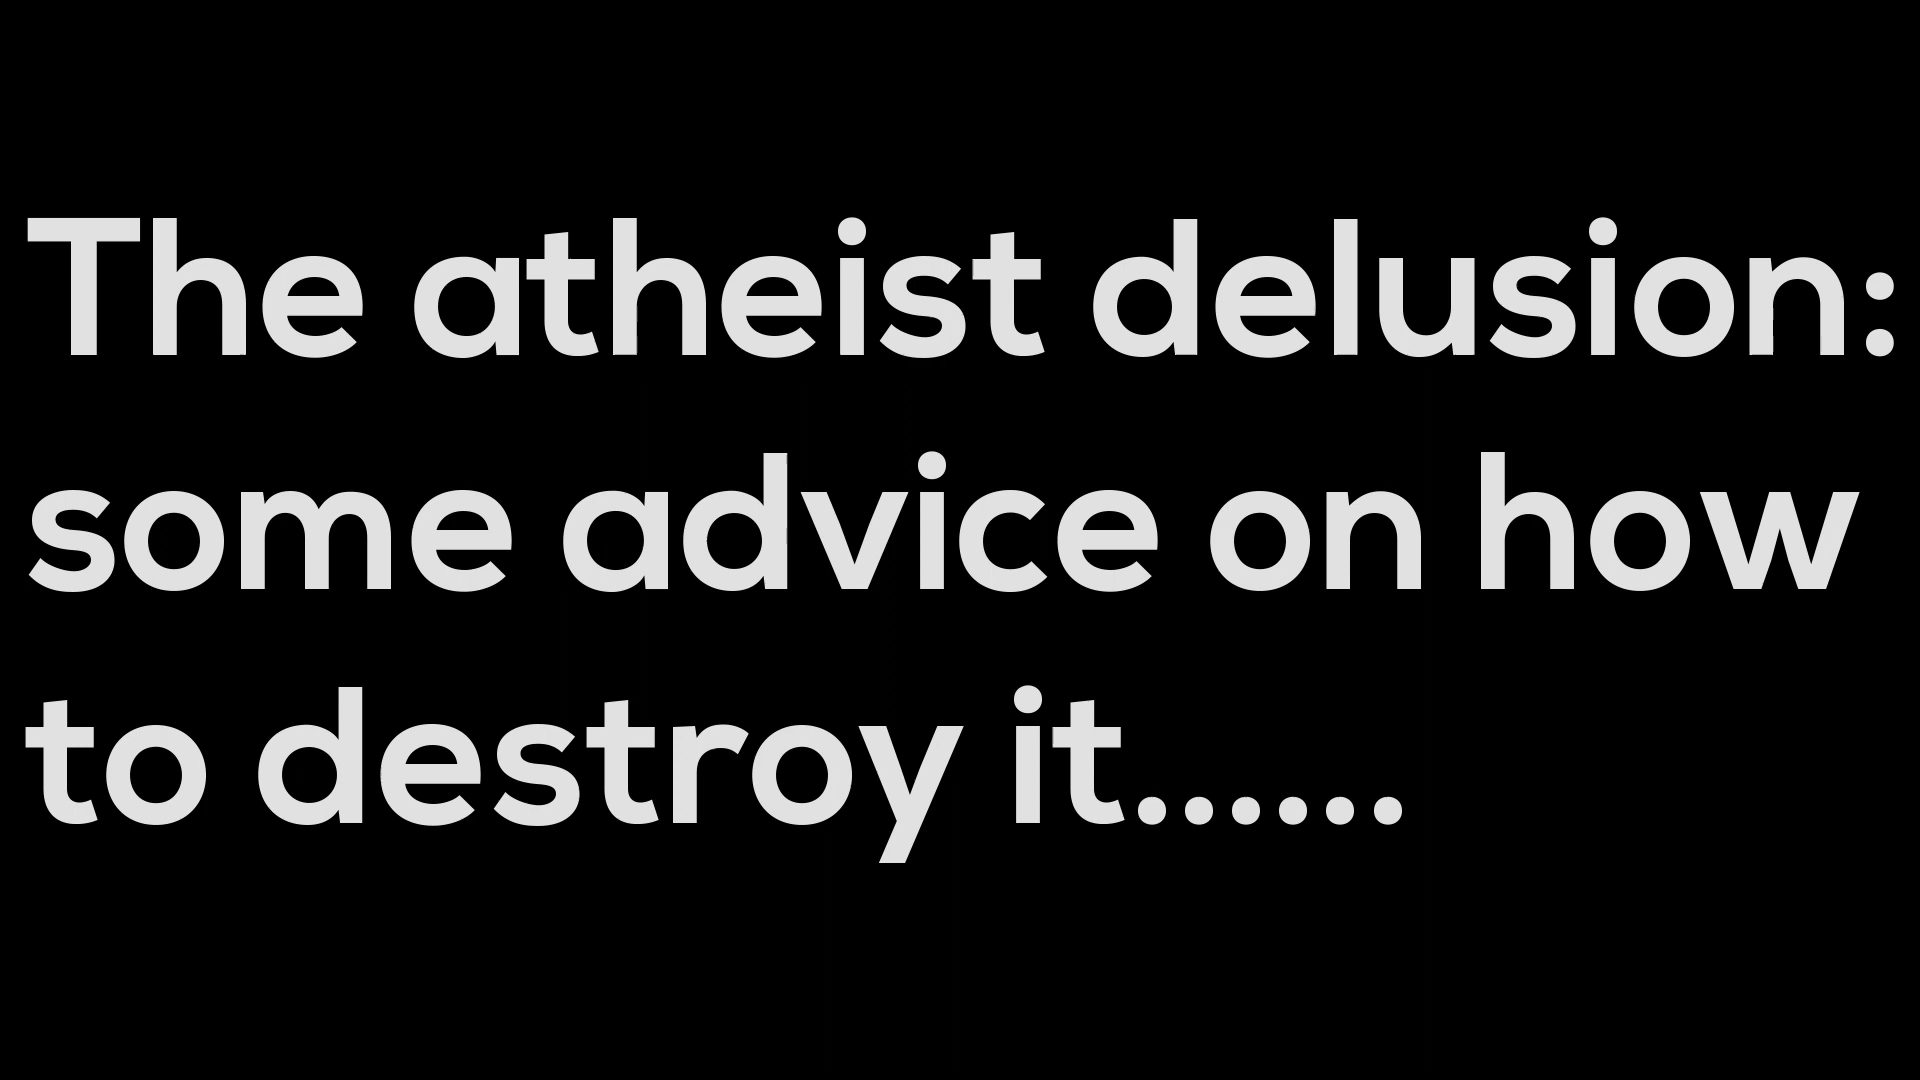 The atheist delusion:
some advice on how
to destroy it......